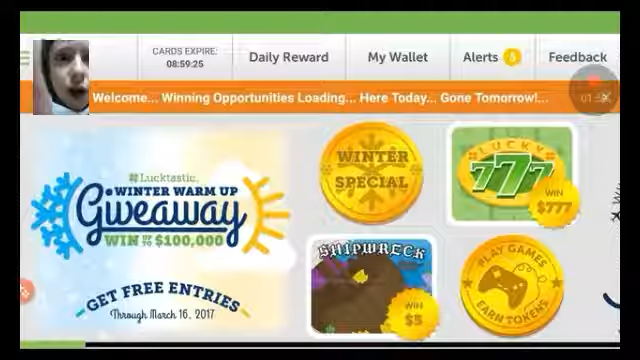 CARDS EXPIRE:
08:59:25
Daily Reward
My Wallet
Alerts 5
Feedback
Welcome... Winning Opportunities Loading... Here Today... Gone Tomorrow!...
#Lucktastic.
WINTER WARM UP
Giveaway
WIN UP TO $100,000
GET FREE ENTRIES
Through March 16, 2017
WINTER
SPECIAL
LUCKY
777
WIN
$777
SHIPWRECK
WIN
$5
PLAY GAMES
EARN TOKENS